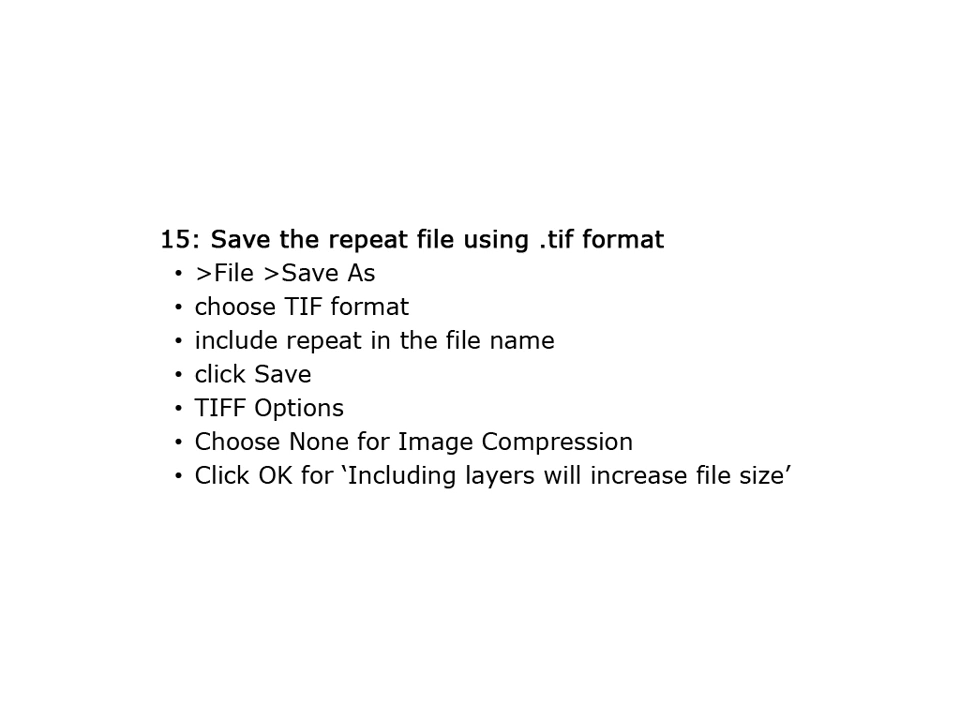 15: Save the repeat file using .tif format
• >File >Save As
• choose TIF format
• include repeat in the file name
• click Save
• TIFF Options
• Choose None for Image Compression
• Click OK for ‘Including layers will increase file size’